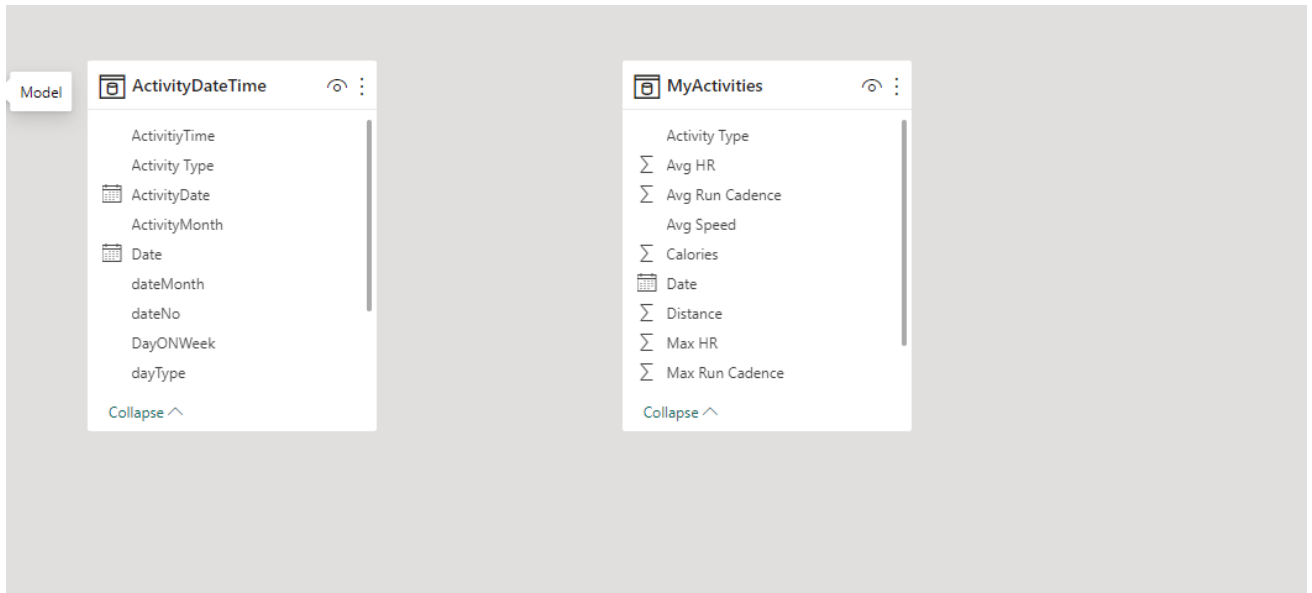 Model
ActivityDateTime
ActivitiyTime
Activity Type
ActivityDate
ActivityMonth
Date
dateMonth
dateNo
DayONWeek
dayType
Collapse
MyActivities
Activity Type
Avg HR
Avg Run Cadence
Avg Speed
Calories
Date
Distance
Max HR
Max Run Cadence
Collapse